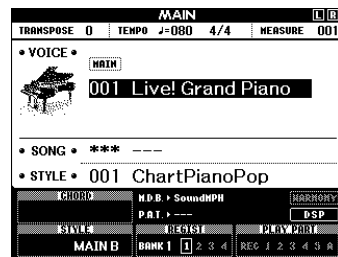 MAIN L R
TRANSPOSE 0 TEMPO ♩=080 4/4 MEASURE 001
• VOICE •
MAIN
001 Live! Grand Piano
• SONG • *** ---
• STYLE • 001 ChartPianoPop
CHORD M.D.B. ▸ SoundMPH HARMONY
P.A.T. ▸ --- DSP
STYLE REGIST PLAY PART
MAIN B BANK 1 1 2 3 4 REC 1 2 3 4 5 A